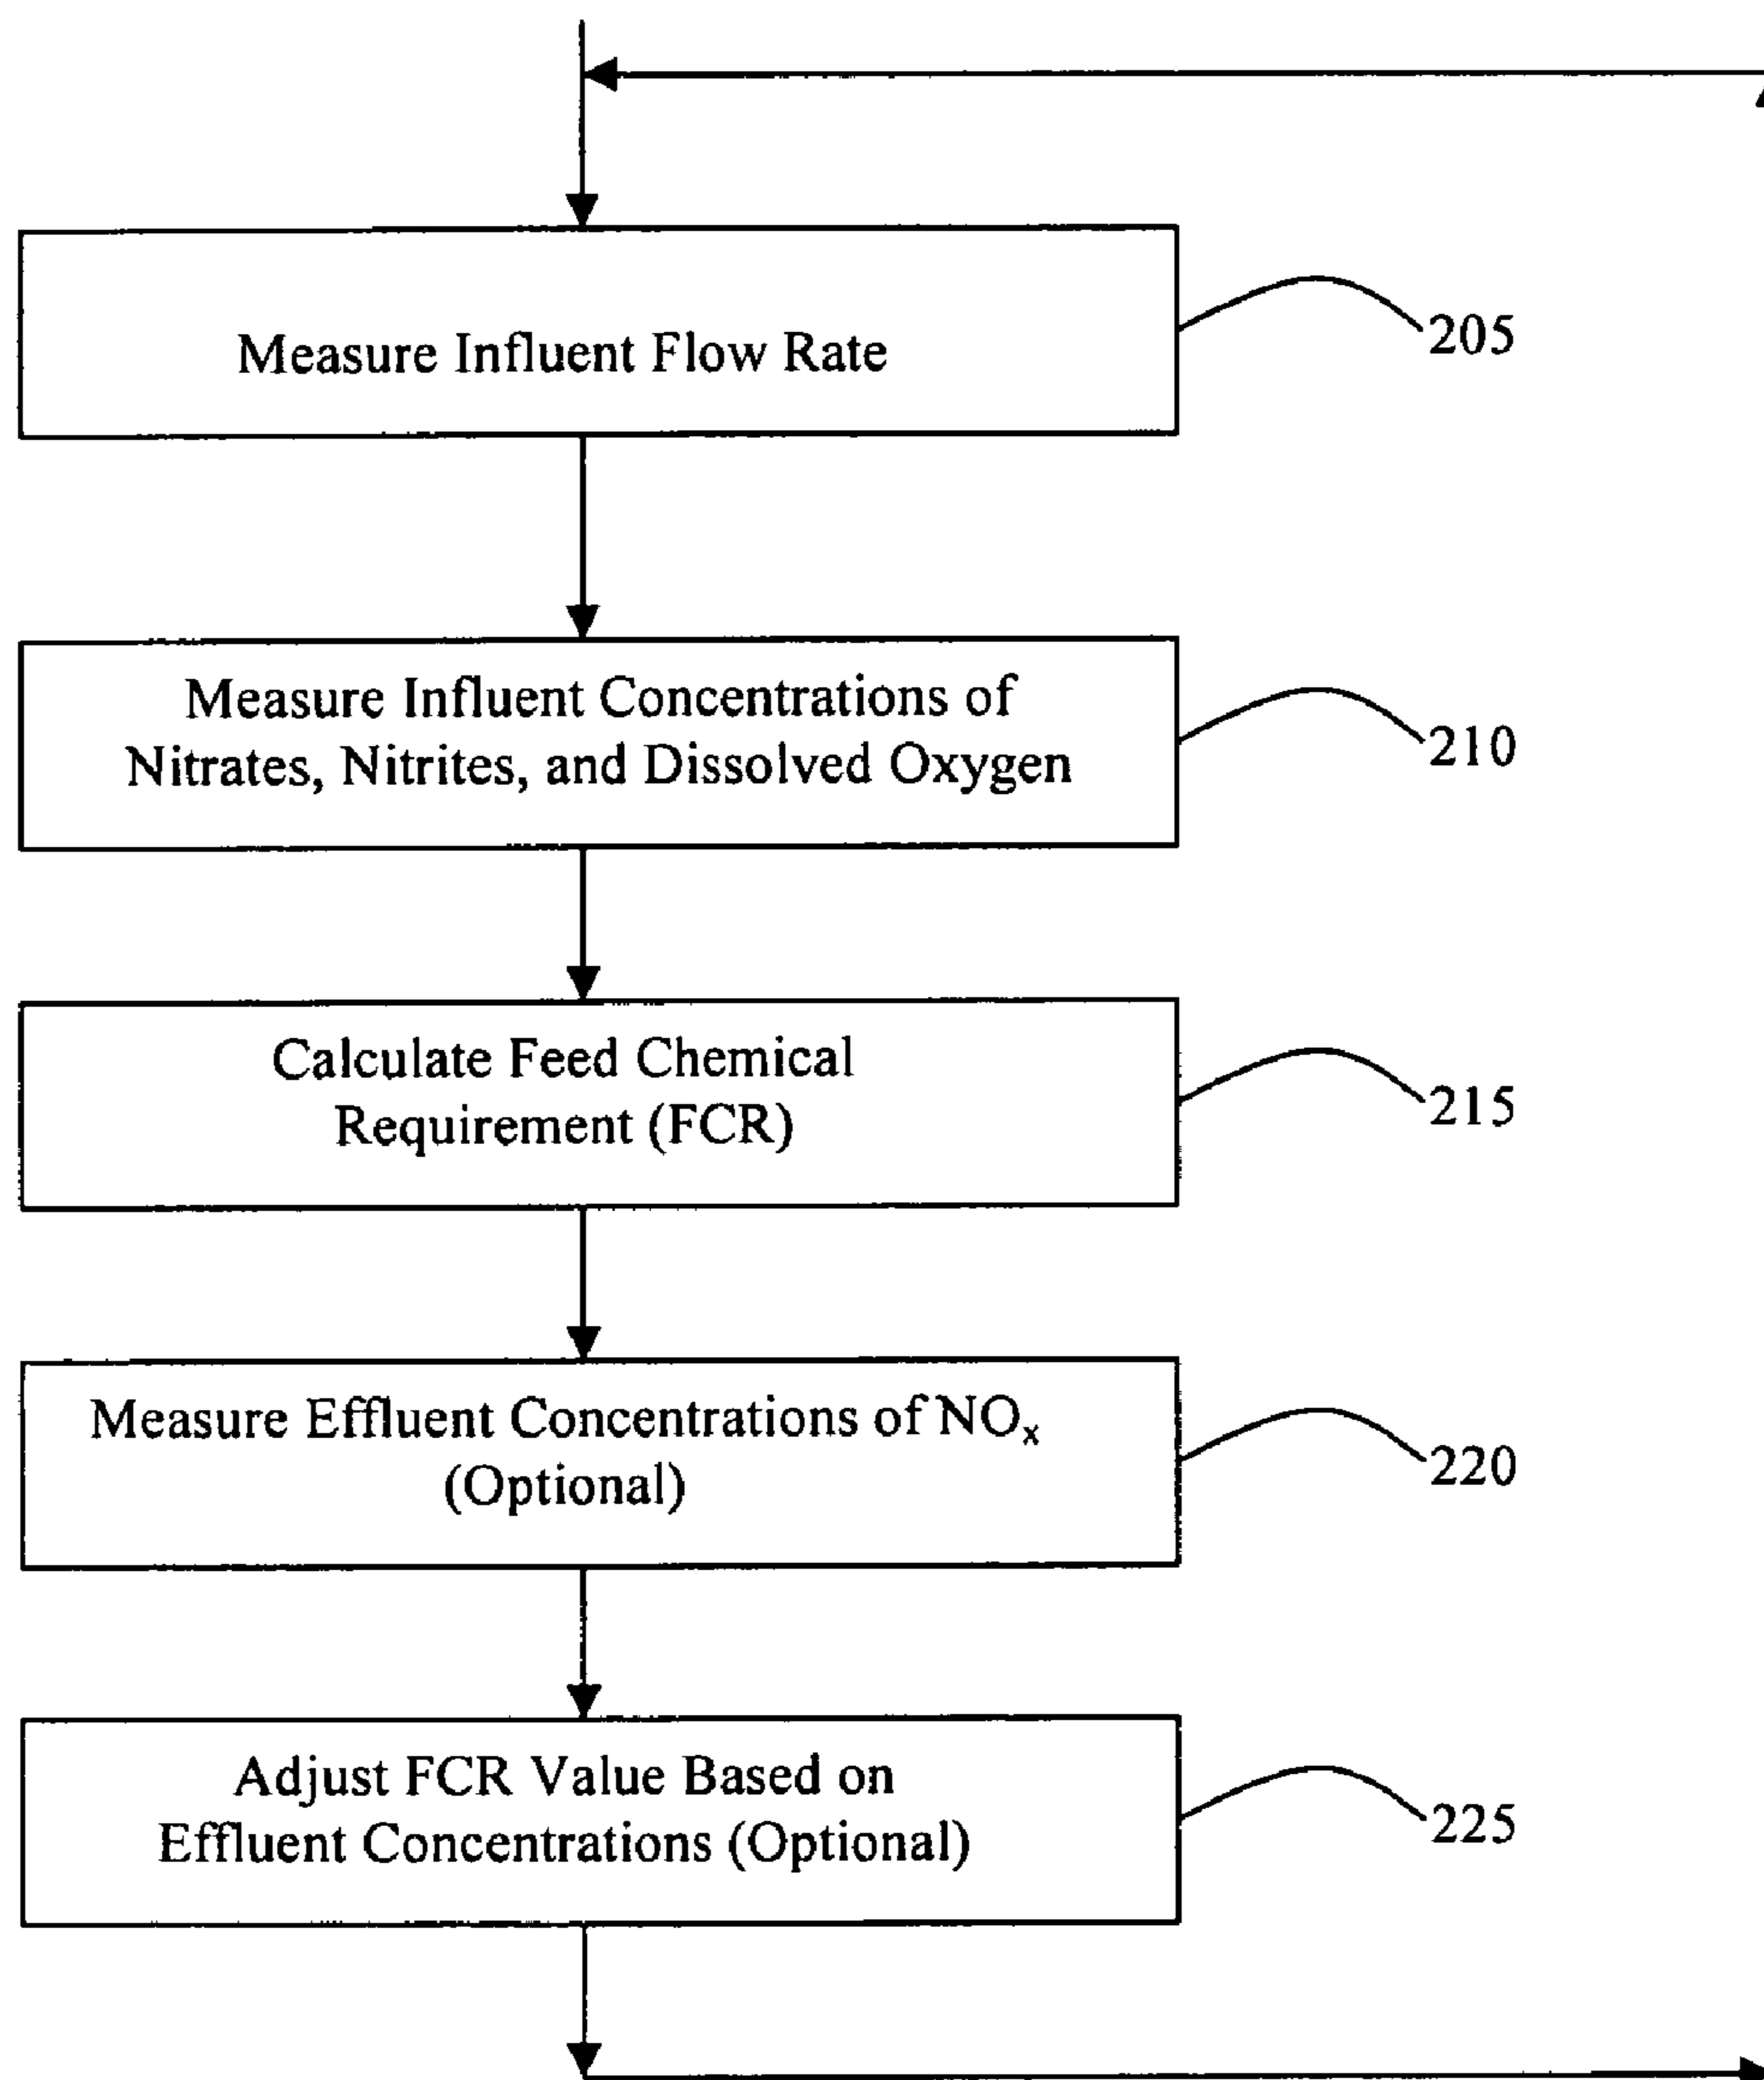 Measure Influent Flow Rate
205
Measure Influent Concentrations of
Nitrates, Nitrites, and Dissolved Oxygen
210
Calculate Feed Chemical
Requirement (FCR)
215
Measure Effluent Concentrations of NOₓ
(Optional)
220
Adjust FCR Value Based on
Effluent Concentrations (Optional)
225